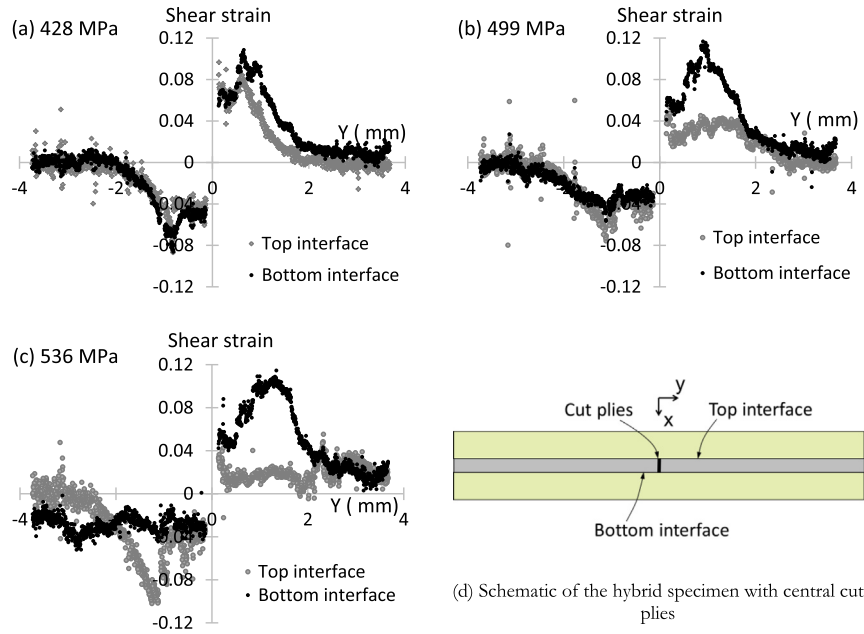 (a) 428 MPa
Shear strain
0.12
0.08
0.04
0
-0.04
-0.08
-0.12
-4
-2
0
2
4
Y ( mm)
Top interface
Bottom interface
(b) 499 MPa
Shear strain
0.12
0.08
0.04
0
-0.04
-0.08
-0.12
-4
-2
0
2
4
Y ( mm)
Top interface
Bottom interface
(c) 536 MPa
Shear strain
0.12
0.08
0.04
0
-0.04
-0.08
-0.12
-4
-2
0
2
4
Y ( mm)
Top interface
Bottom interface
y
x
Cut plies
Top interface
Bottom interface
(d) Schematic of the hybrid specimen with central cut
plies